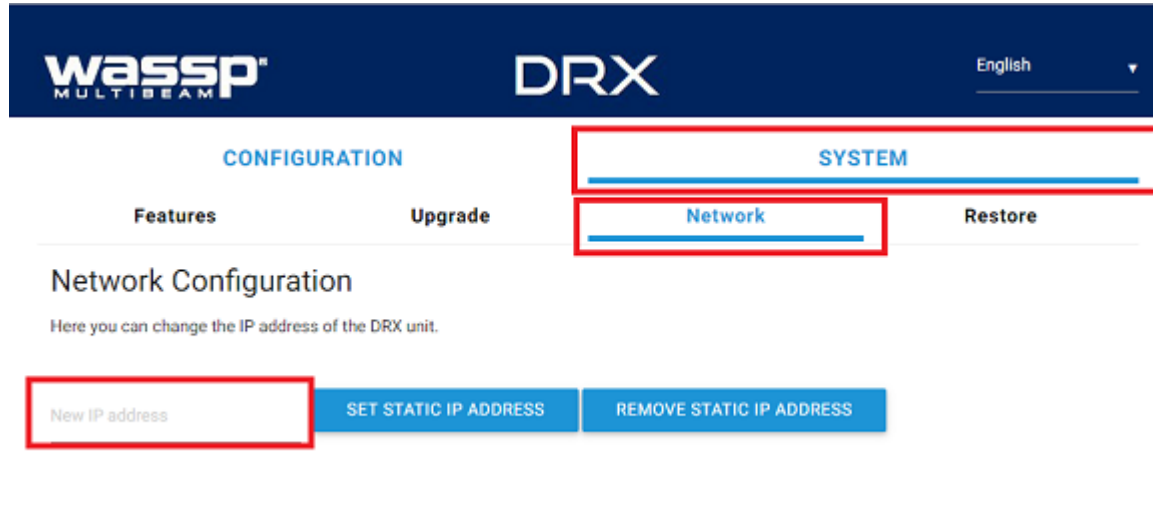 wassp
MULTIBEAM
DRX
English
CONFIGURATION
SYSTEM
Features
Upgrade
Network
Restore
Network Configuration
Here you can change the IP address of the DRX unit.
New IP address
SET STATIC IP ADDRESS
REMOVE STATIC IP ADDRESS